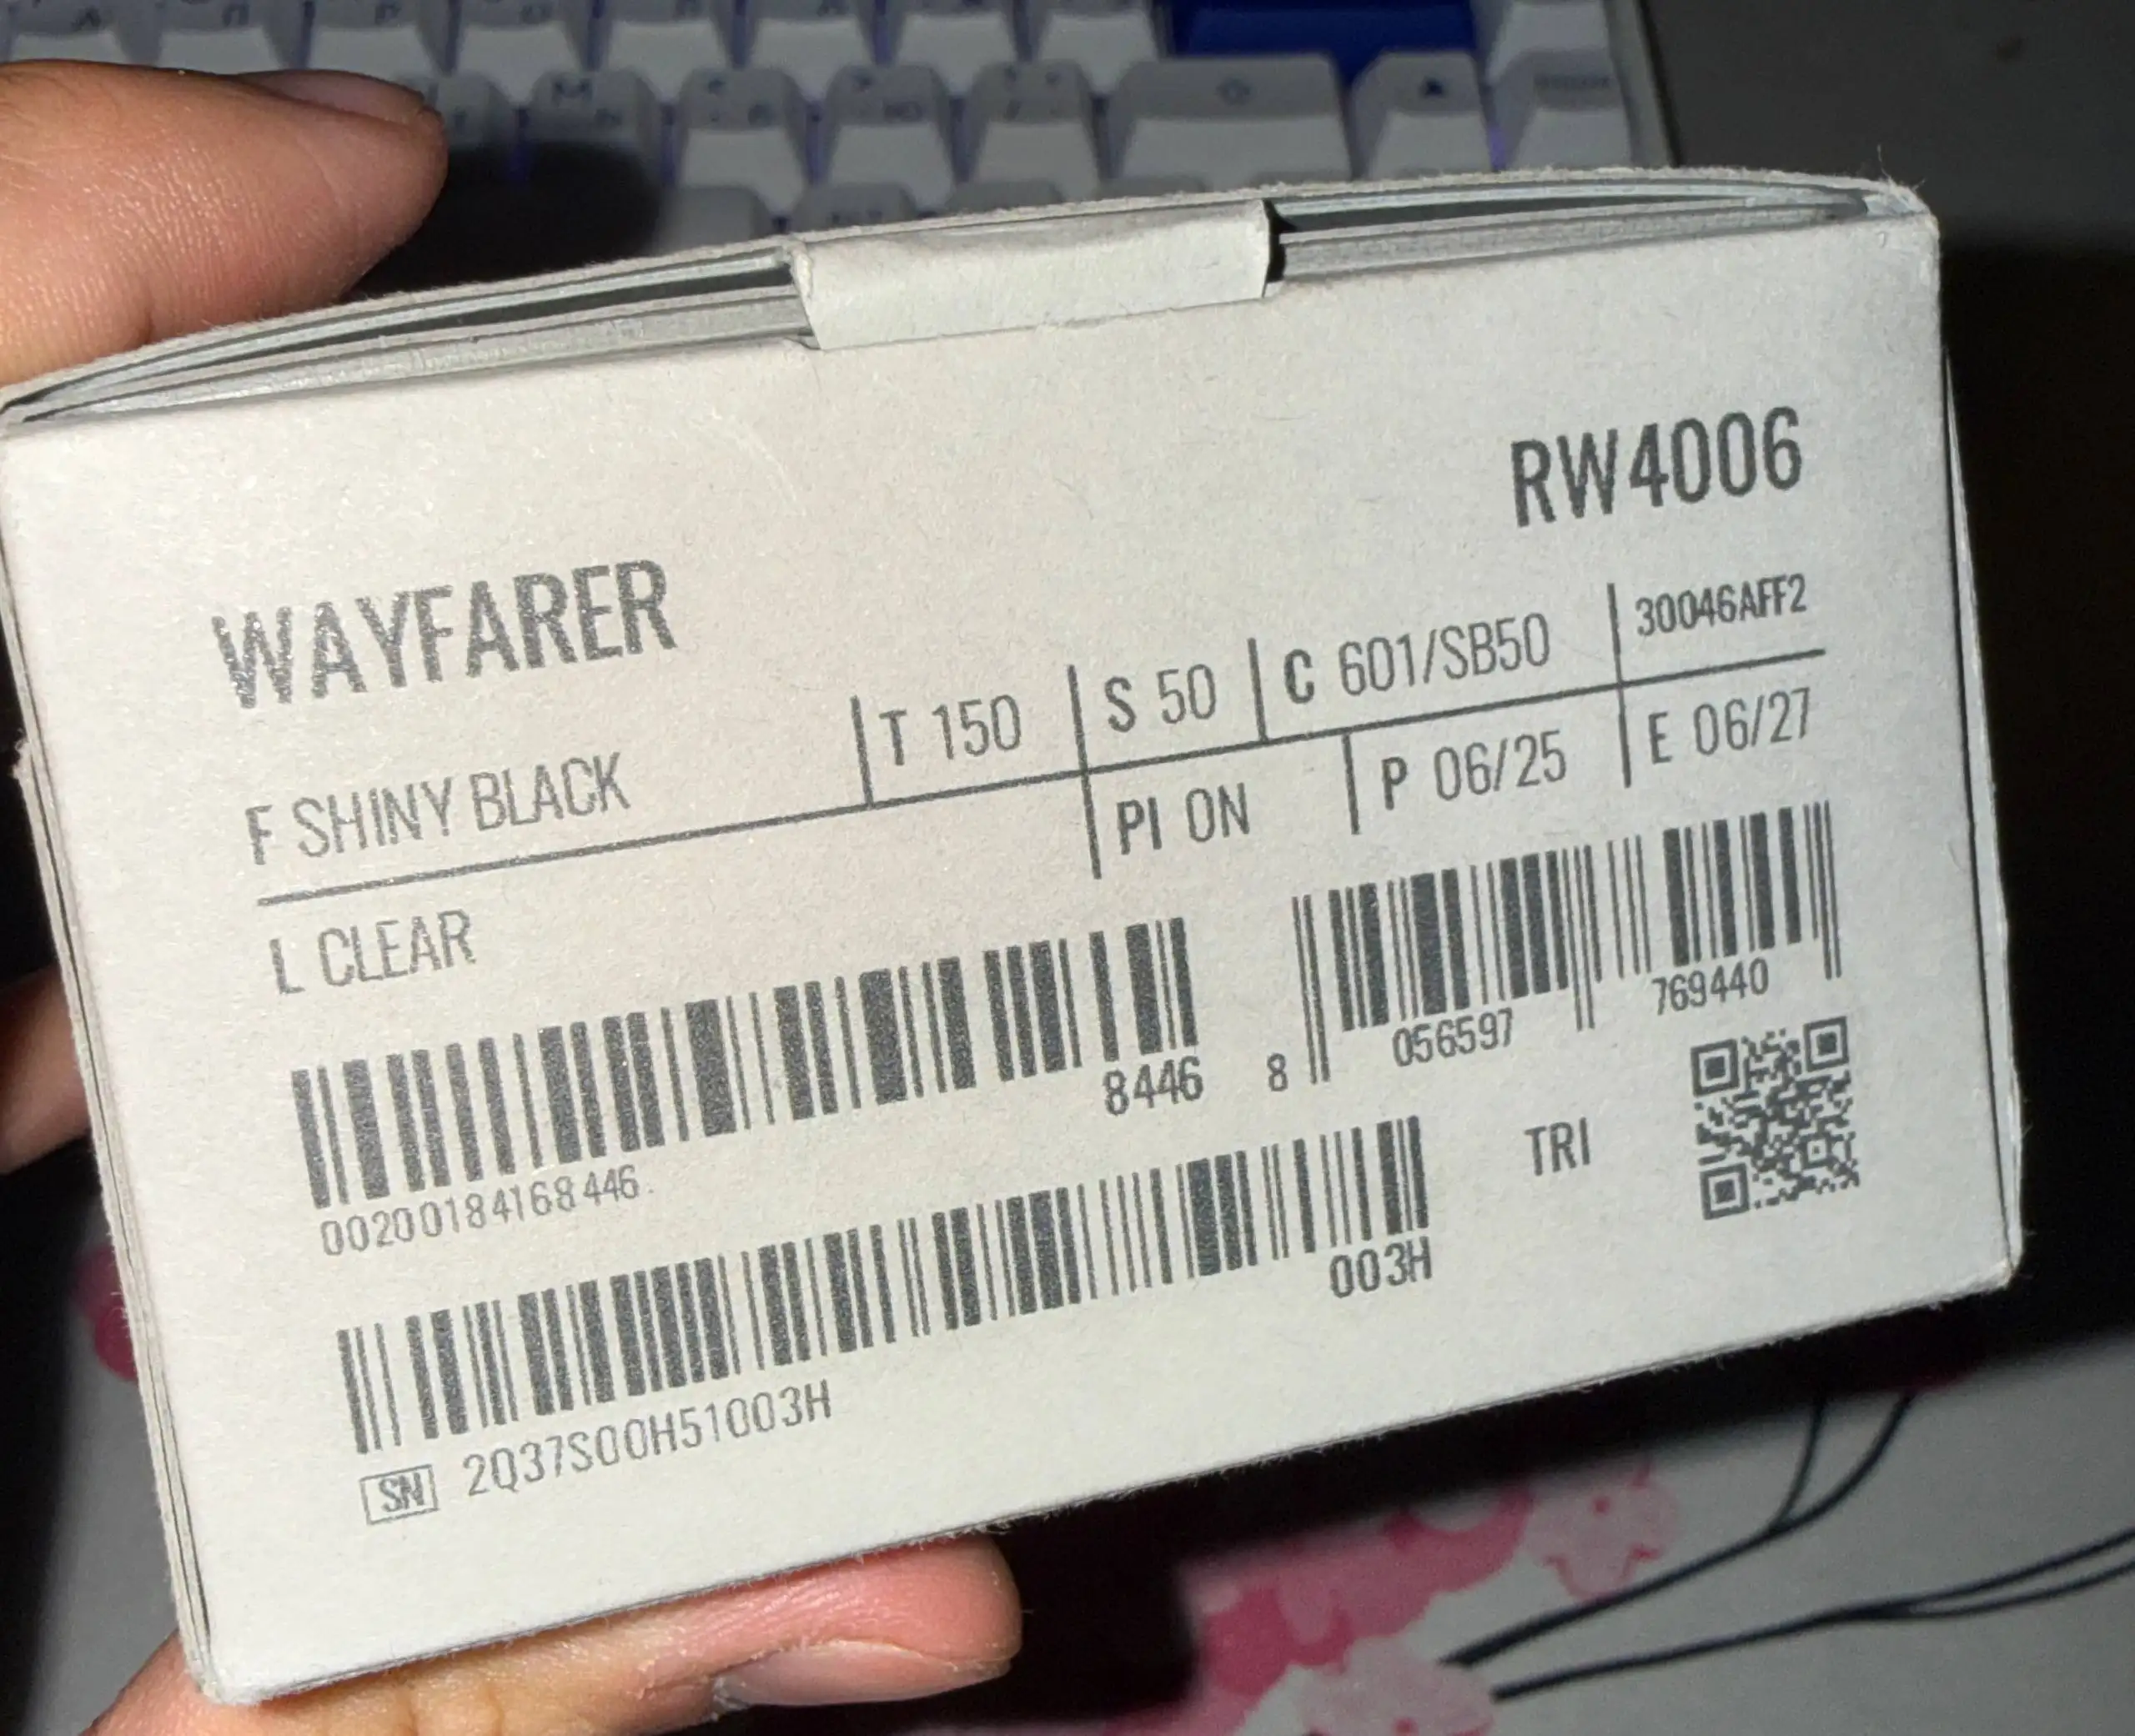 RW4006
WAYFARER
F SHINY BLACK T 150 S 50 C 601/SB50 30046AFF2
L CLEAR PI ON P 06/25 E 06/27
8446
00200184168446
8 056597 769440
003H
TRI
SN 2Q37S00H51003H